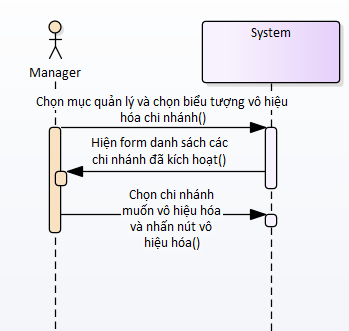 System
Manager
Chọn mục quản lý và chọn biểu tượng vô hiệu
hóa chi nhánh()
Hiện form danh sách các
chi nhánh đã kích hoạt()
Chọn chi nhánh
muốn vô hiệu hóa
và nhấn nút vô
hiệu hóa()